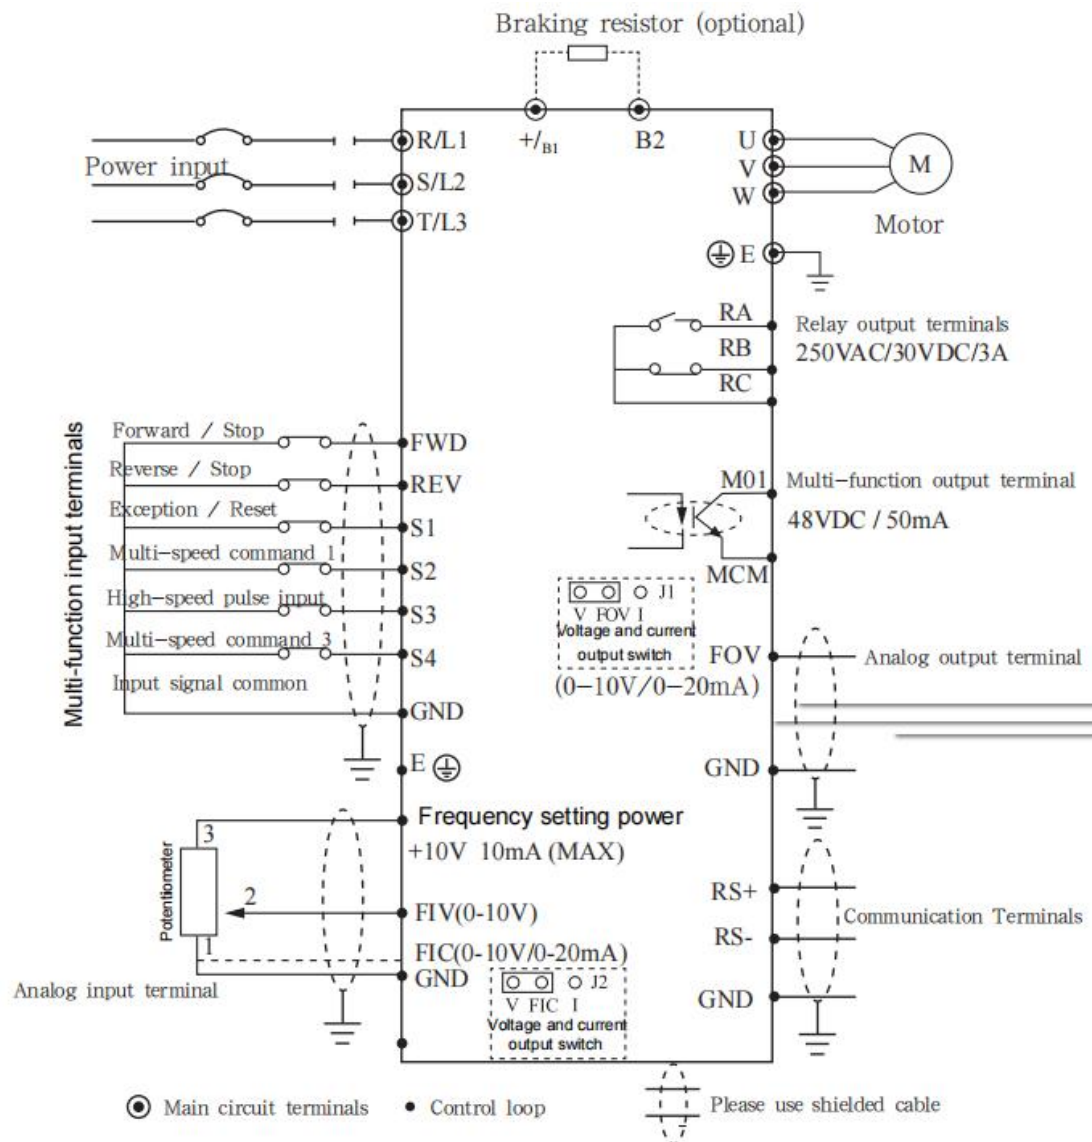 Braking resistor (optional)
R/L1
+/B1
B2
U
Power input
S/L2
V
M
W
T/L3
Motor
E
RA
Relay output terminals
RB
250VAC/30VDC/3A
RC
Multi-function input terminals
Forward / Stop
FWD
Reverse / Stop
REV
Exception / Reset
S1
Multi-speed command 1
S2
High-speed pulse input
S3
Multi-speed command 3
S4
Input signal common
GND
E
M01
Multi-function output terminal
48VDC / 50mA
MCM
J1
V FOV I
Voltage and current
output switch
FOV
Analog output terminal
(0-10V/0-20mA)
GND
Potentiometer
3
Frequency setting power
+10V 10mA (MAX)
2
FIV(0-10V)
1
FIC(0-10V/0-20mA)
GND
Analog input terminal
J2
V FIC I
Voltage and current
output switch
RS+
Communication Terminals
RS-
GND
Main circuit terminals
Control loop
Please use shielded cable